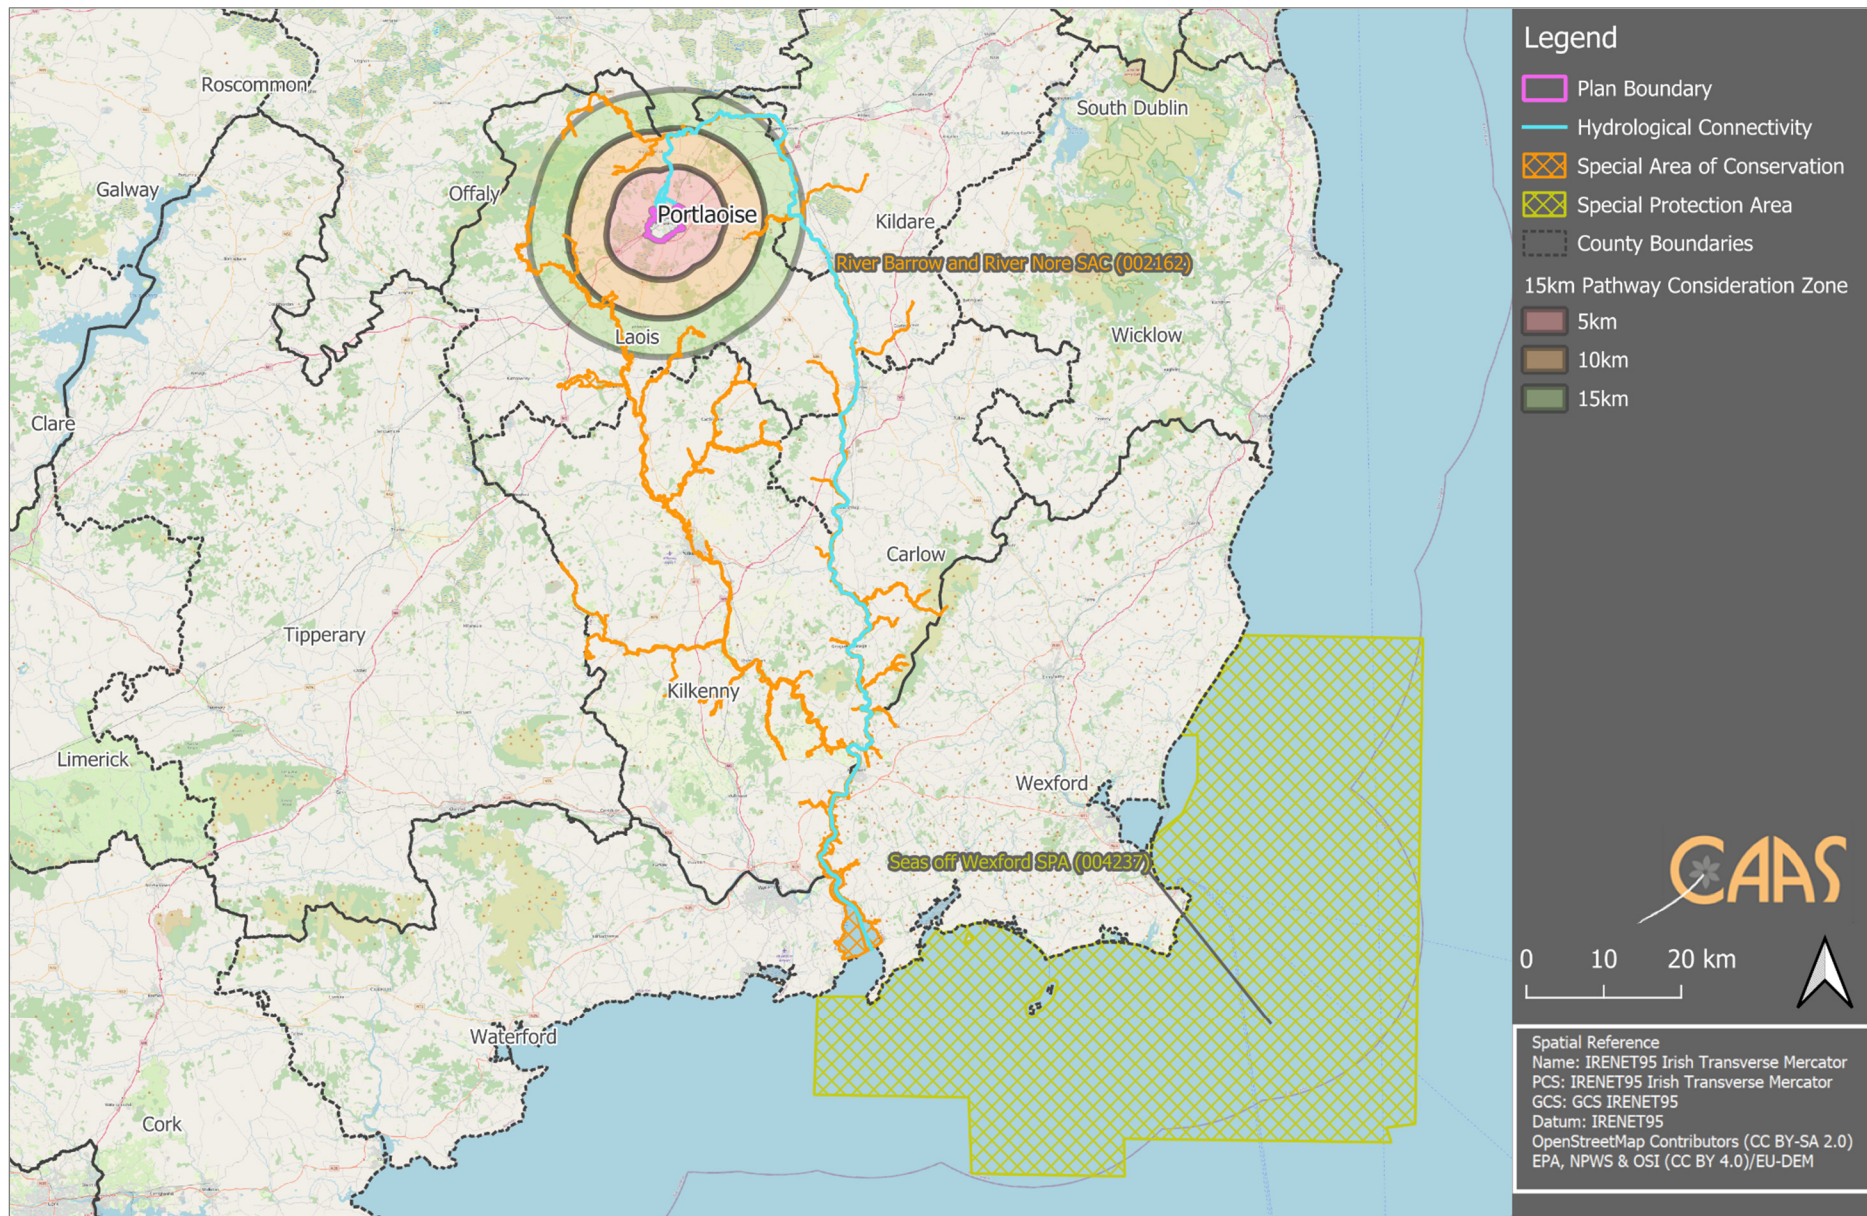 Roscommon
South Dublin
Galway
Offaly
Portlaoise
Kildare
River Barrow and River Nore SAC (002162)
Laois
Wicklow
Clare
Carlow
Tipperary
Kilkenny
Limerick
Wexford
Seas off Wexford SPA (004237)
Waterford
Cork
Legend
Plan Boundary
Hydrological Connectivity
Special Area of Conservation
Special Protection Area
County Boundaries
15km Pathway Consideration Zone
5km
10km
15km
CAAS
0 10 20 km
Spatial Reference
Name: IRENET95 Irish Transverse Mercator
PCS: IRENET95 Irish Transverse Mercator
GCS: GCS IRENET95
Datum: IRENET95
OpenStreetMap Contributors (CC BY-SA 2.0)
EPA, NPWS & OSI (CC BY 4.0)/EU-DEM